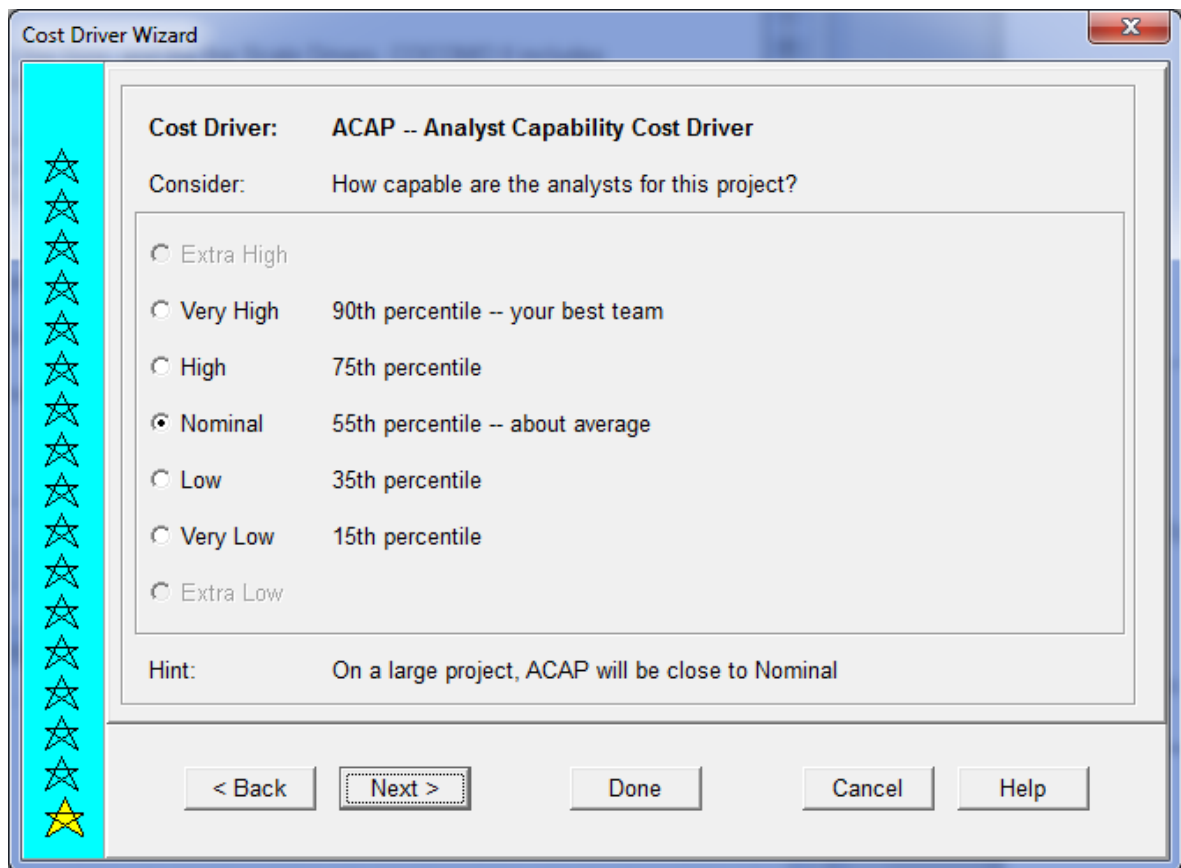 Cost Driver Wizard
Cost Driver: ACAP -- Analyst Capability Cost Driver
Consider: How capable are the analysts for this project?
Extra High
Very High 90th percentile -- your best team
High 75th percentile
Nominal 55th percentile -- about average
Low 35th percentile
Very Low 15th percentile
Extra Low
Hint: On a large project, ACAP will be close to Nominal
< Back Next > Done Cancel Help